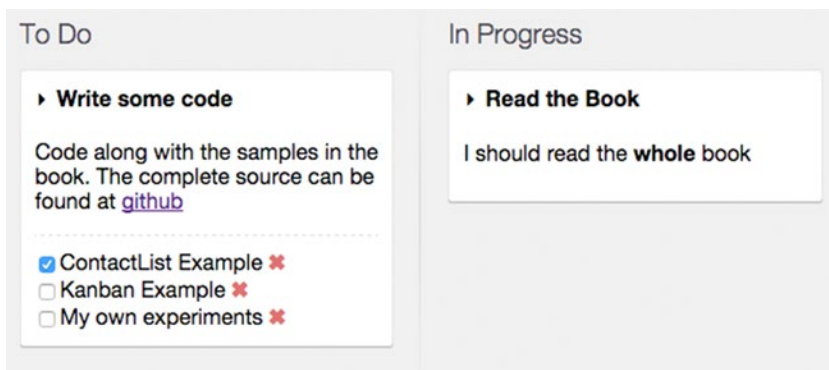 To Do
Write some code
Code along with the samples in the
book. The complete source can be
found at github
ContactList Example ✖
Kanban Example ✖
My own experiments ✖
In Progress
Read the Book
I should read the whole book